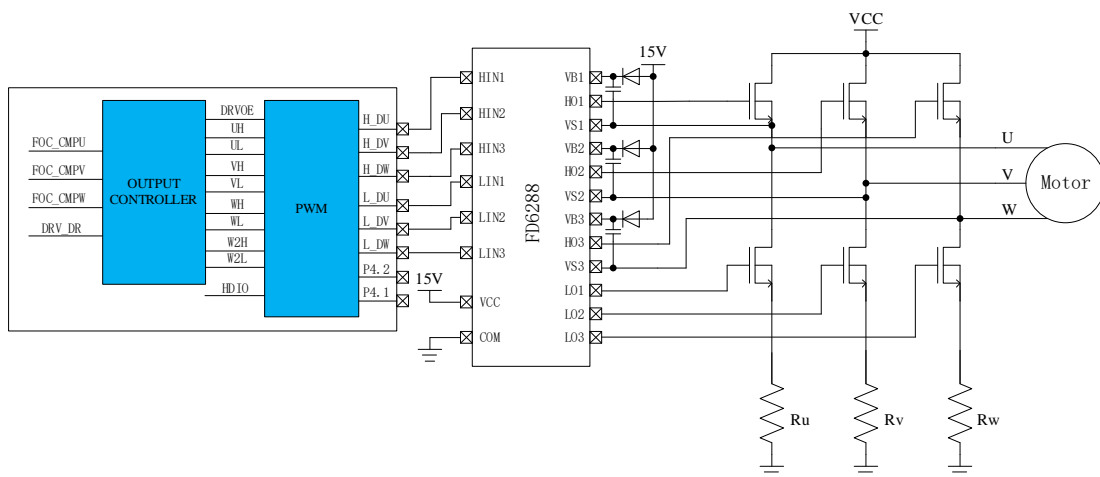 FOC_CMPU
FOC_CMPV
FOC_CMPW
DRV_DR
OUTPUT
CONTROLLER
DRVOE
UH
UL
VH
VL
WH
WL
W2H
W2L
HDIO
PWM
H_DU
H_DV
H_DW
L_DU
L_DV
L_DW
P4.2
P4.1
15V
HIN1
HIN2
HIN3
LIN1
LIN2
LIN3
VCC
COM
FD6288
VB1
HO1
VS1
VB2
HO2
VS2
VB3
HO3
VS3
LO1
LO2
LO3
15V
VCC
U
V
W
Motor
Ru
Rv
Rw